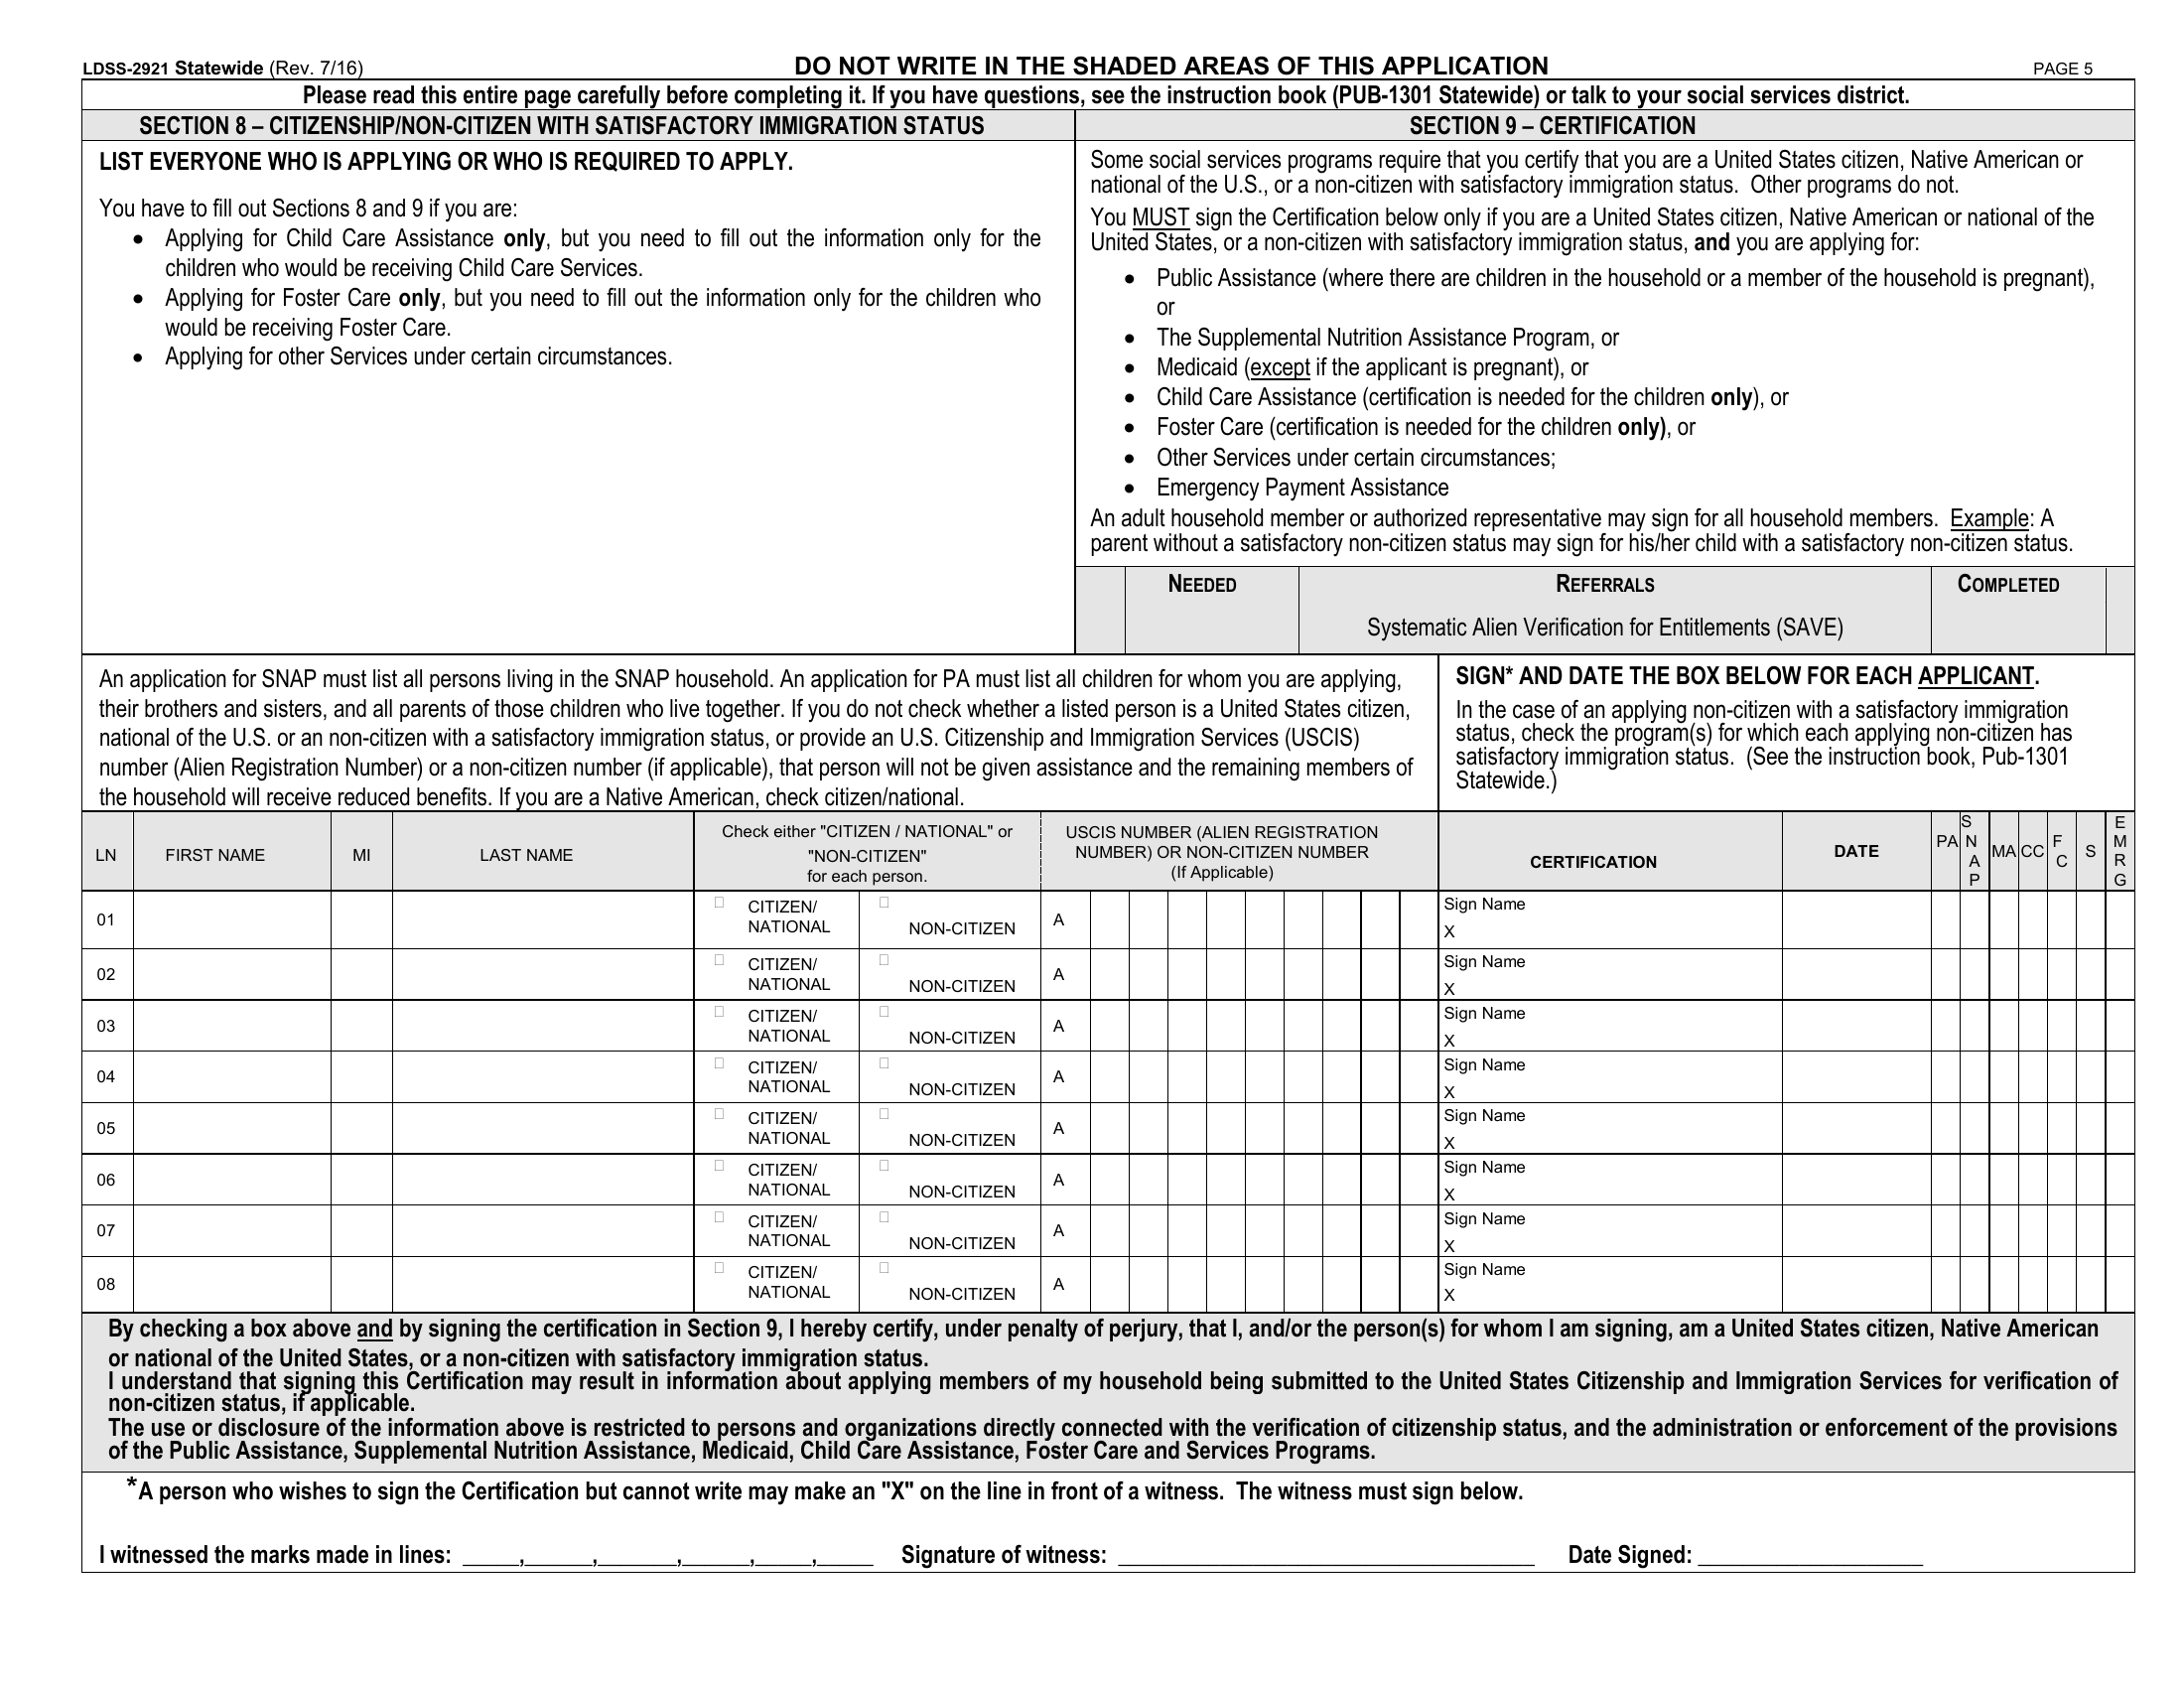 LDSS-2921 Statewide (Rev. 7/16)
DO NOT WRITE IN THE SHADED AREAS OF THIS APPLICATION
PAGE 5
Please read this entire page carefully before completing it. If you have questions, see the instruction book (PUB-1301 Statewide) or talk to your social services district.
SECTION 8 – CITIZENSHIP/NON-CITIZEN WITH SATISFACTORY IMMIGRATION STATUS
LIST EVERYONE WHO IS APPLYING OR WHO IS REQUIRED TO APPLY.
You have to fill out Sections 8 and 9 if you are:
• Applying for Child Care Assistance only, but you need to fill out the information only for the
children who would be receiving Child Care Services.
• Applying for Foster Care only, but you need to fill out the information only for the children who
would be receiving Foster Care.
• Applying for other Services under certain circumstances.
SECTION 9 – CERTIFICATION
Some social services programs require that you certify that you are a United States citizen, Native American or
national of the U.S., or a non-citizen with satisfactory immigration status. Other programs do not.
You MUST sign the Certification below only if you are a United States citizen, Native American or national of the
United States, or a non-citizen with satisfactory immigration status, and you are applying for:
• Public Assistance (where there are children in the household or a member of the household is pregnant),
or
• The Supplemental Nutrition Assistance Program, or
• Medicaid (except if the applicant is pregnant), or
• Child Care Assistance (certification is needed for the children only), or
• Foster Care (certification is needed for the children only), or
• Other Services under certain circumstances;
• Emergency Payment Assistance
An adult household member or authorized representative may sign for all household members. Example: A
parent without a satisfactory non-citizen status may sign for his/her child with a satisfactory non-citizen status.
NEEDED
REFERRALS
COMPLETED
Systematic Alien Verification for Entitlements (SAVE)
An application for SNAP must list all persons living in the SNAP household. An application for PA must list all children for whom you are applying,
their brothers and sisters, and all parents of those children who live together. If you do not check whether a listed person is a United States citizen,
national of the U.S. or an non-citizen with a satisfactory immigration status, or provide an U.S. Citizenship and Immigration Services (USCIS)
number (Alien Registration Number) or a non-citizen number (if applicable), that person will not be given assistance and the remaining members of
the household will receive reduced benefits. If you are a Native American, check citizen/national.
SIGN* AND DATE THE BOX BELOW FOR EACH APPLICANT.
In the case of an applying non-citizen with a satisfactory immigration
status, check the program(s) for which each applying non-citizen has
satisfactory immigration status. (See the instruction book, Pub-1301
Statewide.)
LN
FIRST NAME
MI
LAST NAME
Check either "CITIZEN / NATIONAL" or
"NON-CITIZEN"
for each person.
USCIS NUMBER (ALIEN REGISTRATION
NUMBER) OR NON-CITIZEN NUMBER
(If Applicable)
CERTIFICATION
DATE
PA
SNAP
MA
CC
FC
S
EMRG
01
CITIZEN/
NATIONAL
NON-CITIZEN
A
Sign Name
X
02
CITIZEN/
NATIONAL
NON-CITIZEN
A
Sign Name
X
03
CITIZEN/
NATIONAL
NON-CITIZEN
A
Sign Name
X
04
CITIZEN/
NATIONAL
NON-CITIZEN
A
Sign Name
X
05
CITIZEN/
NATIONAL
NON-CITIZEN
A
Sign Name
X
06
CITIZEN/
NATIONAL
NON-CITIZEN
A
Sign Name
X
07
CITIZEN/
NATIONAL
NON-CITIZEN
A
Sign Name
X
08
CITIZEN/
NATIONAL
NON-CITIZEN
A
Sign Name
X
By checking a box above and by signing the certification in Section 9, I hereby certify, under penalty of perjury, that I, and/or the person(s) for whom I am signing, am a United States citizen, Native American
or national of the United States, or a non-citizen with satisfactory immigration status.
I understand that signing this Certification may result in information about applying members of my household being submitted to the United States Citizenship and Immigration Services for verification of
non-citizen status, if applicable.
The use or disclosure of the information above is restricted to persons and organizations directly connected with the verification of citizenship status, and the administration or enforcement of the provisions
of the Public Assistance, Supplemental Nutrition Assistance, Medicaid, Child Care Assistance, Foster Care and Services Programs.
*A person who wishes to sign the Certification but cannot write may make an "X" on the line in front of a witness. The witness must sign below.
I witnessed the marks made in lines: _____,______,_______,______,_____,_____ Signature of witness: ____________________ Date Signed: ____________